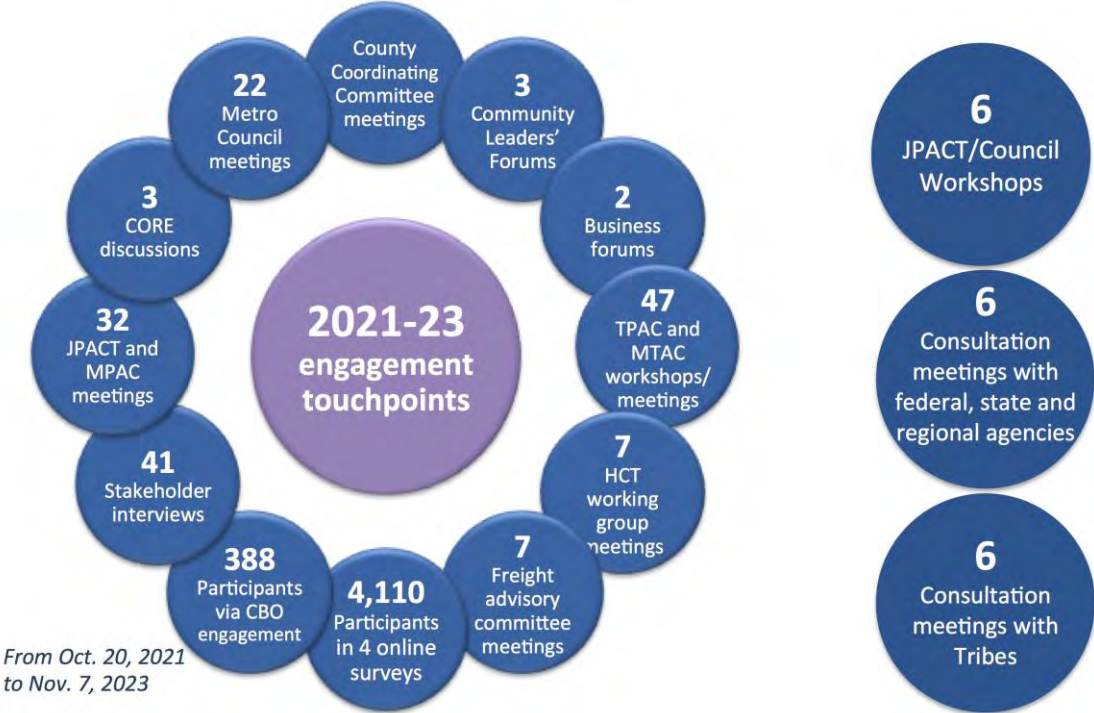 County
Coordinating
Committee
meetings
3
Community
Leaders'
Forums
2
Business
forums
47
TPAC and
MTAC
workshops/
meetings
7
HCT
working
group
meetings
7
Freight
advisory
committee
meetings
4,110
Participants
in 4 online
surveys
388
Participants
via CBO
engagement
41
Stakeholder
interviews
32
JPACT and
MPAC
meetings
3
CORE
discussions
22
Metro
Council
meetings
2021-23
engagement
touchpoints
From Oct. 20, 2021
to Nov. 7, 2023
6
JPACT/Council
Workshops
6
Consultation
meetings with
federal, state and
regional agencies
6
Consultation
meetings with
Tribes